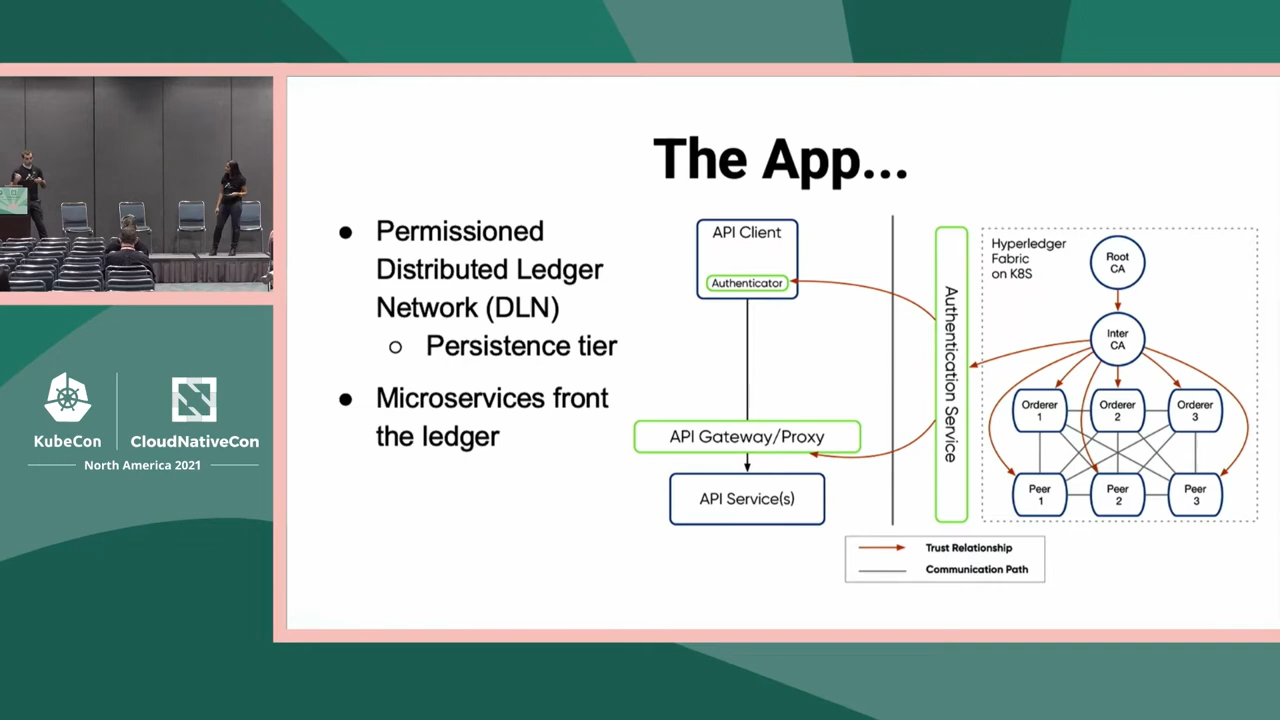 The App...
● Permissioned
Distributed Ledger
Network (DLN)
○ Persistence tier
● Microservices front
the ledger
API Client
Authenticator
API Gateway/Proxy
API Service(s)
Authentication Service
Hyperledger
Fabric
on K8S
Root
CA
Inter
CA
Orderer
1
Orderer
2
Orderer
3
Peer
1
Peer
2
Peer
3
Trust Relationship
Communication Path
KubeCon
CloudNativeCon
North America 2021